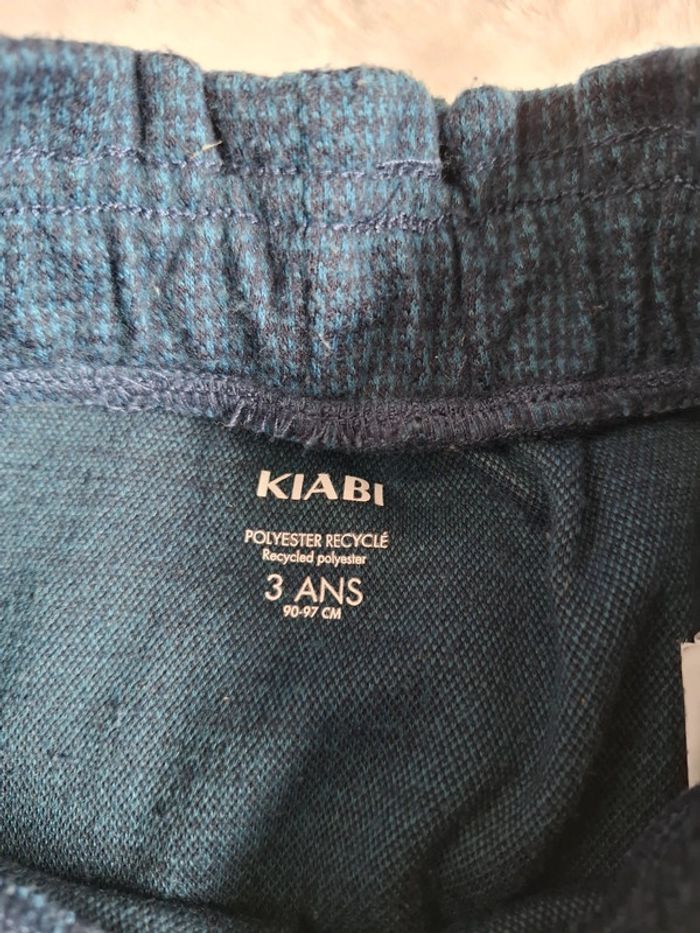 KIABI
POLYESTER RECYCLÉ
Recycled polyester
3 ANS
90-97 CM